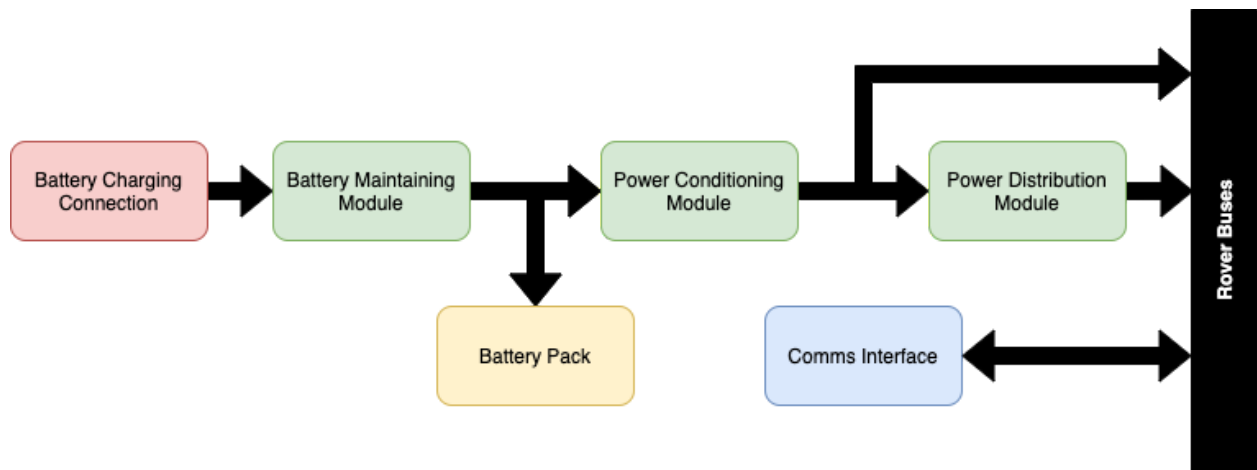 Battery Charging
Connection
Battery Maintaining
Module
Power Conditioning
Module
Power Distribution
Module
Rover Buses
Battery Pack
Comms Interface